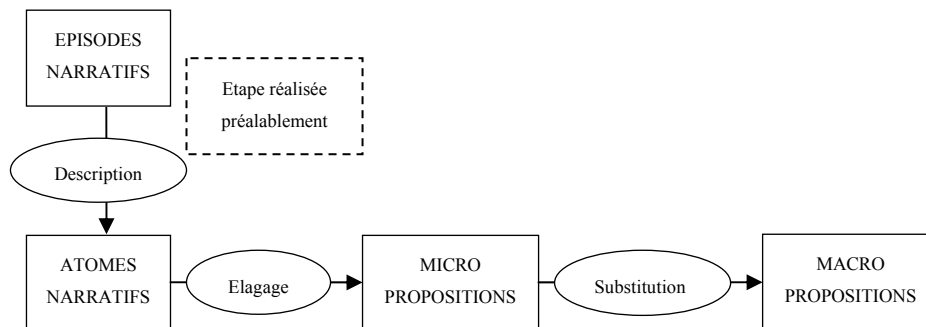 EPISODES
NARRATIFS
Etape réalisée
préalablement
Description
ATOMES
NARRATIFS
Elagage
MICRO
PROPOSITIONS
Substitution
MACRO
PROPOSITIONS